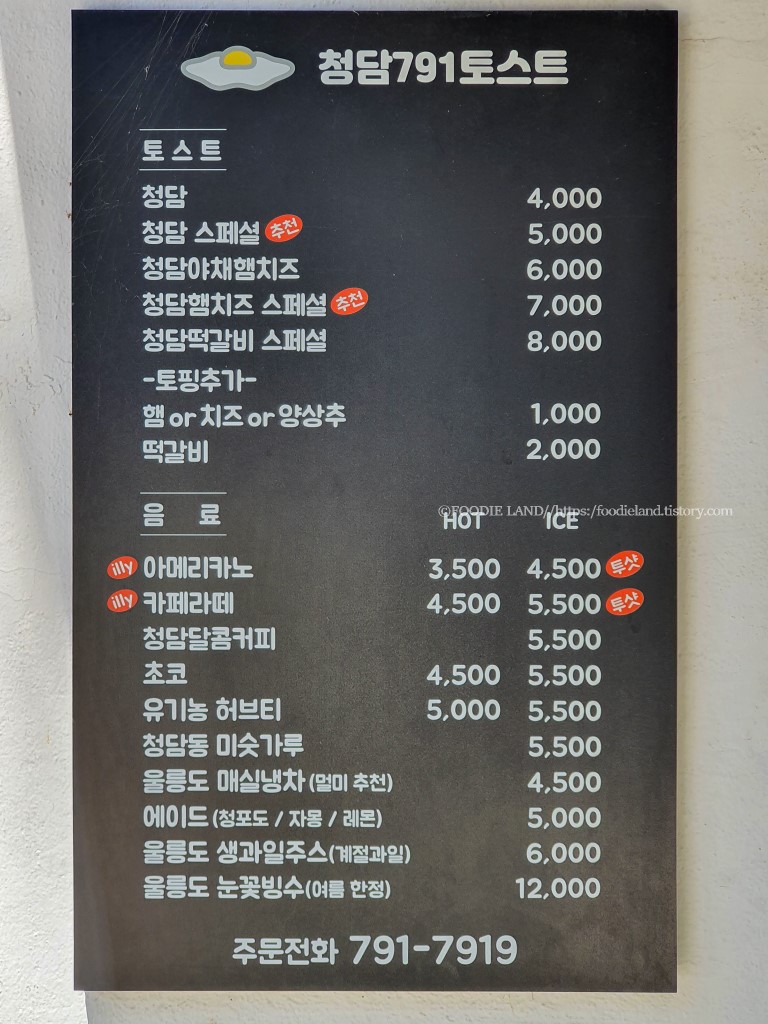 청담791토스트
토스트
청담 4,000
청담 스페셜 추천 5,000
청담야채햄치즈 6,000
청담햄치즈 스페셜 추천 7,000
청담떡갈비 스페셜 8,000
-토핑추가-
햄 or 치즈 or 양상추 1,000
떡갈비 2,000
©FOODIE LAND//https:/foodieland.tistory.com
음 료 HOT ICE
illy 아메리카노 3,500 4,500 투샷
illy 카페라떼 4,500 5,500 투샷
청담달콤커피 5,500
초코 4,500 5,500
유기농 허브티 5,000 5,500
청담동 미숫가루 5,500
울릉도 매실냉차 (멀미 추천) 4,500
에이드 (청포도 / 자몽 / 레몬) 5,000
울릉도 생과일주스(계절과일) 6,000
울릉도 눈꽃빙수(여름 한정) 12,000
주문전화 791-7919